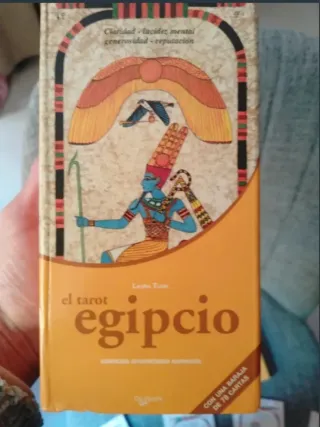 Claridad - lucidez mental
generosidad - reputación
LAURA TUAN
el tarot
egipcio
CON UNA BARAJA
DE 78 CARTAS